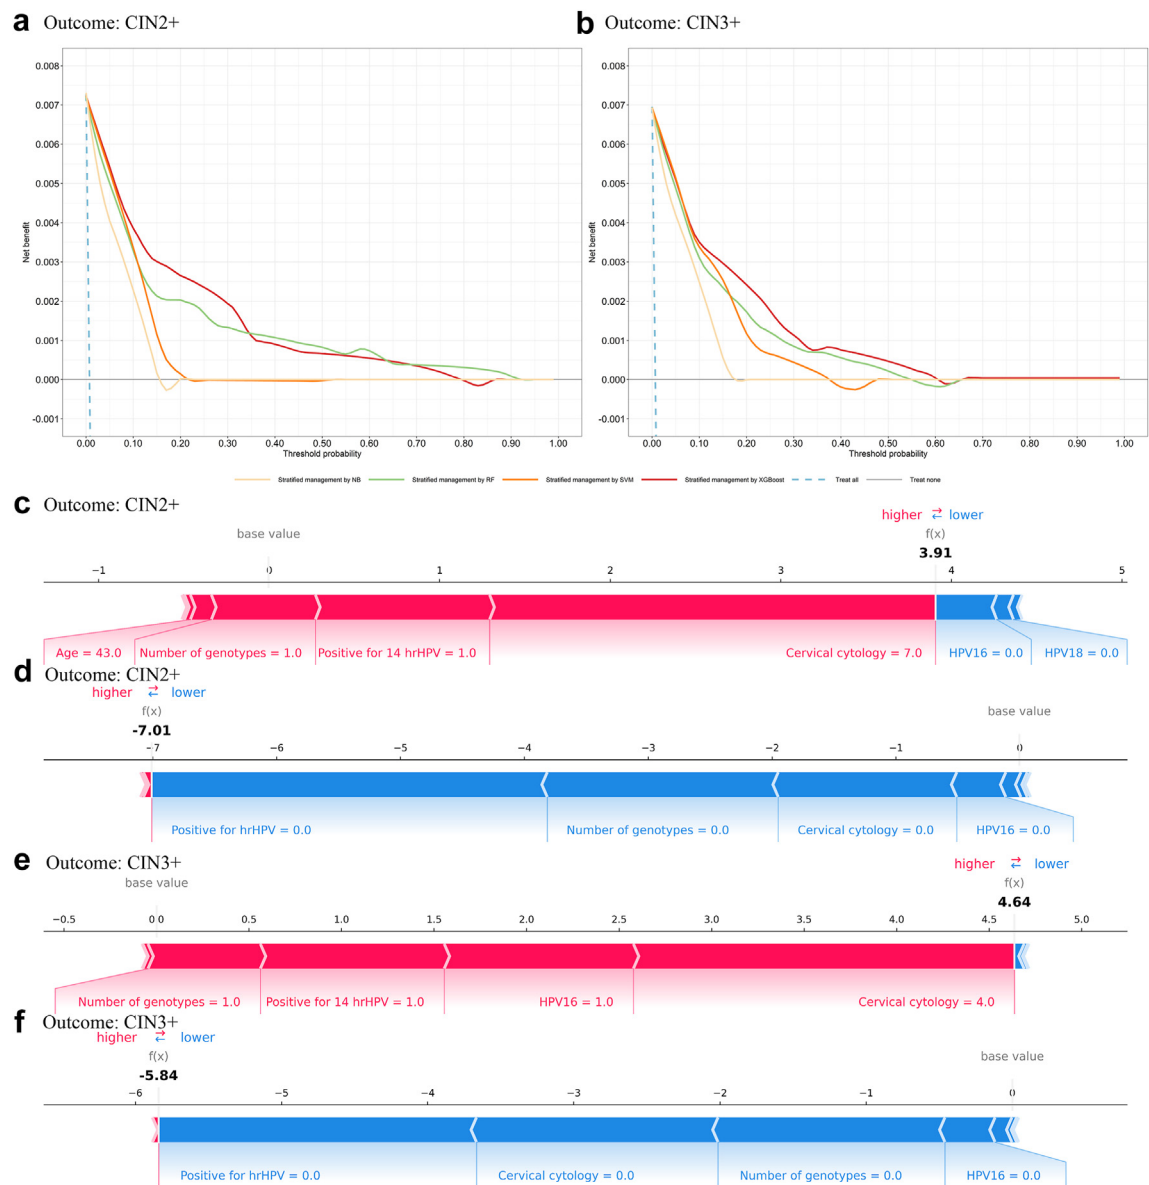 a Outcome: CIN2+
b Outcome: CIN3+
0.008
0.007
0.006
0.005
0.004
0.003
0.002
0.001
0.000
-0.001
Net benefit
0.00 0.10 0.20 0.30 0.40 0.50 0.60 0.70 0.80 0.90 1.00
Threshold probability
0.008
0.007
0.006
0.005
0.004
0.003
0.002
0.001
0.000
-0.001
Net benefit
0.00 0.10 0.20 0.30 0.40 0.50 0.60 0.70 0.80 0.90 1.00
Threshold probability
Stratified management by NB Stratified management by RF Stratified management by SVM Stratified management by XGBoost Treat all Treat none
c Outcome: CIN2+
higher ⇄ lower
base value f(x)
3.91
−1 0 1 2 3 4 5
Age = 43.0 Number of genotypes = 1.0 Positive for 14 hrHPV = 1.0 Cervical cytology = 7.0 HPV16 = 0.0 HPV18 = 0.0
d Outcome: CIN2+
higher ⇄ lower
f(x) base value
-7.01
−7 −6 −5 −4 −3 −2 −1 0
Positive for hrHPV = 0.0 Number of genotypes = 0.0 Cervical cytology = 0.0 HPV16 = 0.0
e Outcome: CIN3+
higher ⇄ lower
base value f(x)
4.64
−0.5 0.0 0.5 1.0 1.5 2.0 2.5 3.0 3.5 4.0 4.5 5.0
Number of genotypes = 1.0 Positive for 14 hrHPV = 1.0 HPV16 = 1.0 Cervical cytology = 4.0
f Outcome: CIN3+
higher ⇄ lower
f(x) base value
-5.84
−6 −5 −4 −3 −2 −1 0
Positive for hrHPV = 0.0 Cervical cytology = 0.0 Number of genotypes = 0.0 HPV16 = 0.0